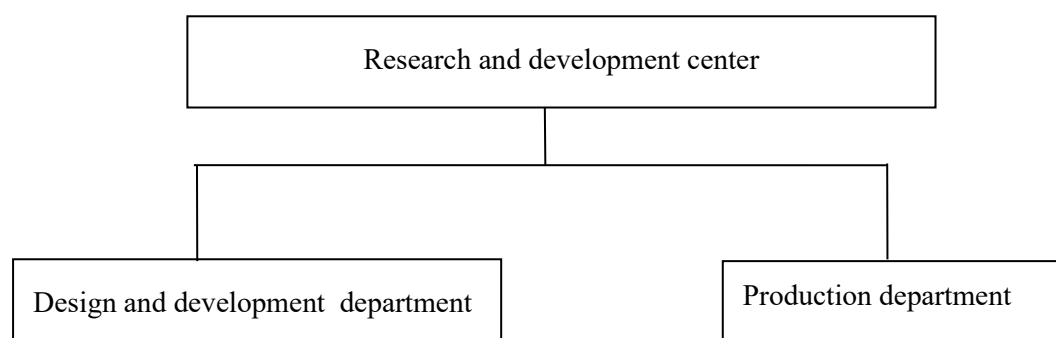 Research and development center
Design and development department
Production department